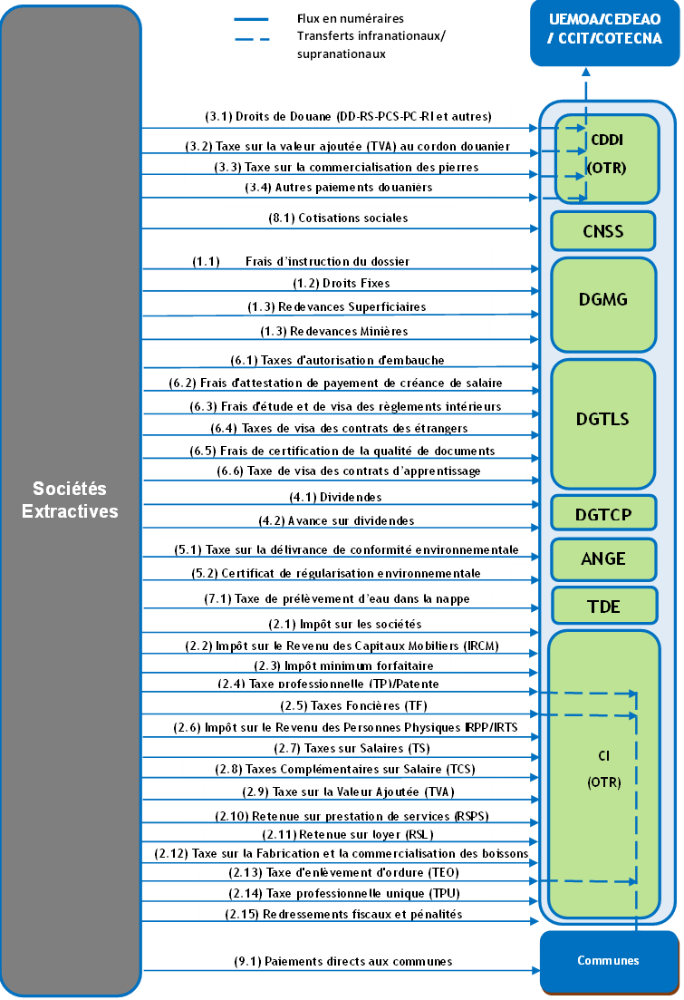 Flux en numéraires
Transferts infranationaux/
supranationaux
UEMOA/CEDEAO
/ CCIT/COTECNA
Sociétés
Extractives
(3.1) Droits de Douane (DD-RS-PCS-PC-RI et autres)
(3.2) Taxe sur la valeur ajoutée (TVA) au cordon douanier
(3.3) Taxe sur la commercialisation des pierres
(3.4) Autres paiements douaniers
CDDI
(OTR)
(8.1) Cotisations sociales
CNSS
(1.1) Frais d'instruction du dossier
(1.2) Droits Fixes
(1.3) Redevances Superficiaires
(1.3) Redevances Minières
DGMG
(6.1) Taxes d'autorisation d'embauche
(6.2) Frais d'attestation de payement de créance de salaire
(6.3) Frais d'étude et de visa des règlements intérieurs
(6.4) Taxes de visa des contrats des étrangers
(6.5) Frais de certification de la qualité de documents
(6.6) Taxe de visa des contrats d'apprentissage
DGTLS
(4.1) Dividendes
(4.2) Avance sur dividendes
DGTCP
(5.1) Taxe sur la délivrance de conformité environnementale
(5.2) Certificat de régularisation environnementale
ANGE
(7.1) Taxe de prélèvement d'eau dans la nappe
TDE
(2.1) Impôt sur les sociétés
(2.2) Impôt sur le Revenu des Capitaux Mobiliers (IRCM)
(2.3) Impôt minimum forfaitaire
(2.4) Taxe professionnelle (TP)/Patente
(2.5) Taxes Foncières (TF)
(2.6) Impôt sur le Revenu des Personnes Physiques IRPP/IRTS
(2.7) Taxes sur Salaires (TS)
(2.8) Taxes Complémentaires sur Salaire (TCS)
(2.9) Taxe sur la Valeur Ajoutée (TVA)
(2.10) Retenue sur prestation de services (RSPS)
(2.11) Retenue sur loyer (RSL)
(2.12) Taxe sur la Fabrication et la commercialisation des boissons
(2.13) Taxe d'enlèvement d'ordure (TEO)
(2.14) Taxe professionnelle unique (TPU)
(2.15) Redressements fiscaux et pénalités
CI
(OTR)
(9.1) Paiements directs aux communes
Communes